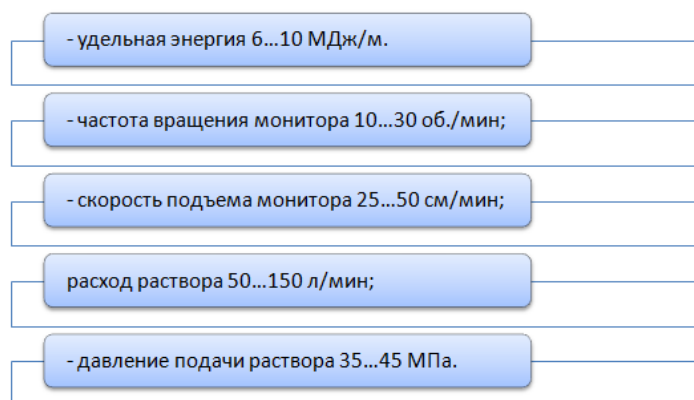 - удельная энергия 6...10 МДж/м.
- частота вращения монитора 10...30 об./мин;
- скорость подъема монитора 25...50 см/мин;
расход раствора 50...150 л/мин;
- давление подачи раствора 35...45 МПа.